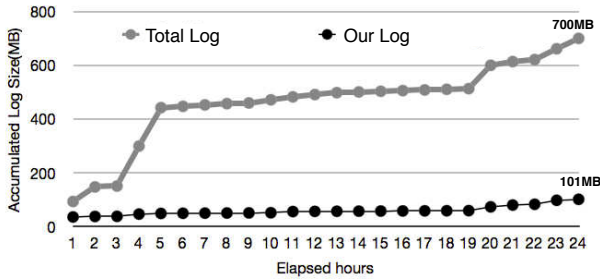 800
700MB
Total Log
Our Log
600
400
200
101MB
0
1 2 3 4 5 6 7 8 9 10 11 12 13 14 15 16 17 18 19 20 21 22 23 24
Accumulated Log Size(MB)
Elapsed hours